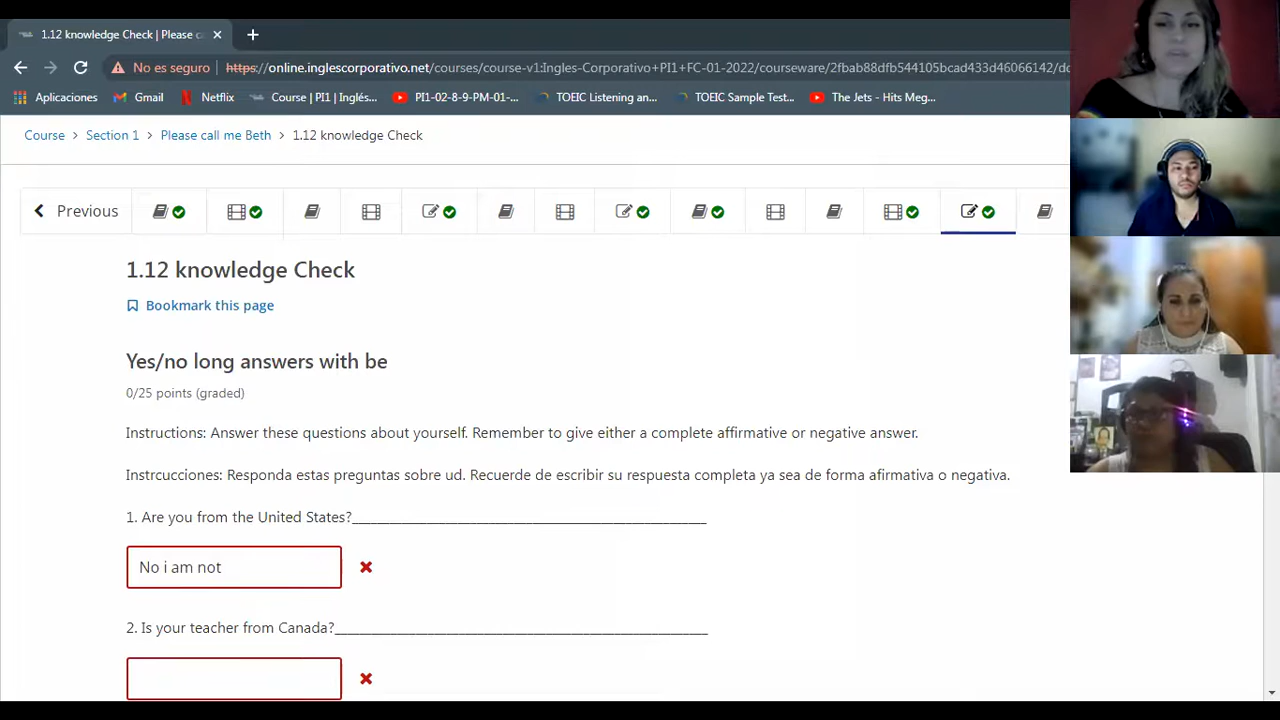 1.12 knowledge Check | Please ca
No es seguro | https://online.inglescorporativo.net/courses/course-v1:Ingles-Corporativo+PI1+FC-01-2022/courseware/2fbab88dfb544105bcad433d46066142/dc
Aplicaciones Gmail Netflix Course | PI1 | Inglés... PI1-02-3-9-PM-01-... TOEIC Listening an... TOEIC Sample Test... The Jets - Hits Meg...
Course > Section 1 > Please call me Beth > 1.12 knowledge Check
Previous
1.12 knowledge Check
Bookmark this page
Yes/no long answers with be
0/25 points (graded)
Instructions: Answer these questions about yourself. Remember to give either a complete affirmative or negative answer.
Instrcucciones: Responda estas preguntas sobre ud. Recuerde de escribir su respuesta completa ya sea de forma afirmativa o negativa.
1. Are you from the United States?_______________________________________________
No i am not
2. Is your teacher from Canada?_________________________________________________